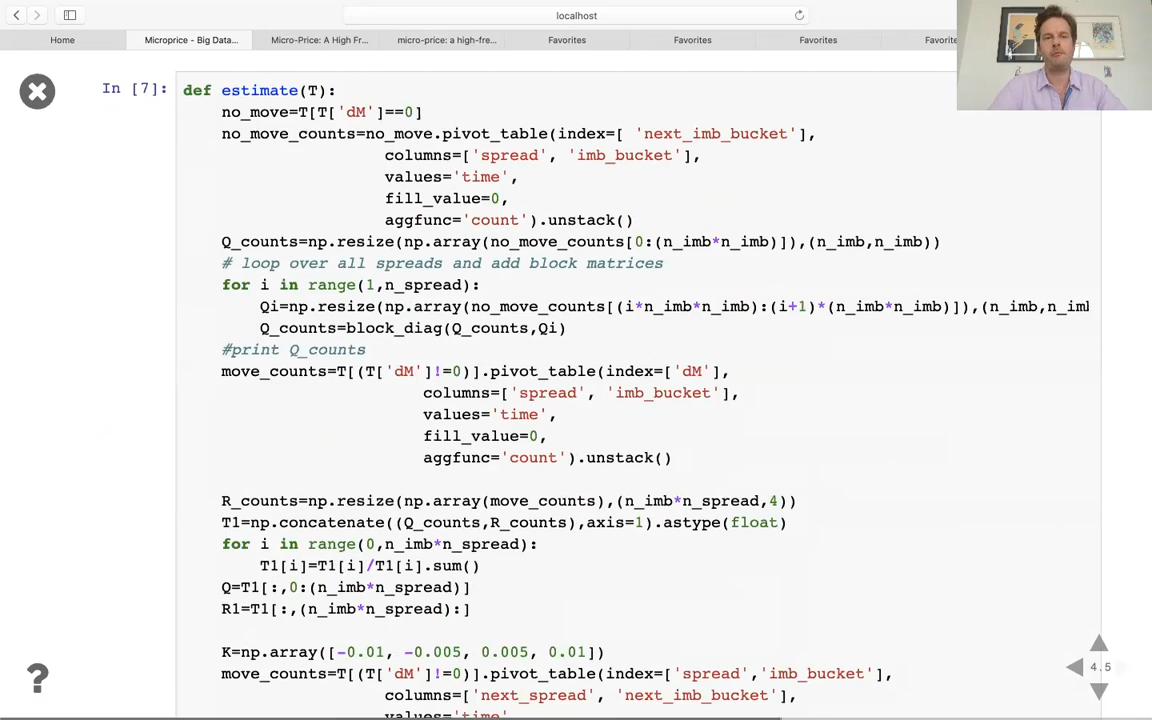 localhost
Home
Microprice - Big Data...
Micro-Price: A High Fr...
micro-price: a high-fre...
Favorites
Favorites
Favorites
Favorite
In [7]:
def estimate(T):
no_move=T[T['dM']==0]
no_move_counts=no_move.pivot_table(index=[ 'next_imb_bucket'],
columns=['spread', 'imb_bucket'],
values='time',
fill_value=0,
aggfunc='count').unstack()
Q_counts=np.resize(np.array(no_move_counts[0:(n_imb*n_imb)]),(n_imb,n_imb))
# loop over all spreads and add block matrices
for i in range(1,n_spread):
Qi=np.resize(np.array(no_move_counts[(i*n_imb*n_imb):(i+1)*(n_imb*n_imb)]),(n_imb,n_imb
Q_counts=block_diag(Q_counts,Qi)
#print Q_counts
move_counts=T[(T['dM']!=0)].pivot_table(index=['dM'],
columns=['spread', 'imb_bucket'],
values='time',
fill_value=0,
aggfunc='count').unstack()
R_counts=np.resize(np.array(move_counts),(n_imb*n_spread,4))
T1=np.concatenate((Q_counts,R_counts),axis=1).astype(float)
for i in range(0,n_imb*n_spread):
T1[i]=T1[i]/T1[i].sum()
Q=T1[:,0:(n_imb*n_spread)]
R1=T1[:,(n_imb*n_spread):]
K=np.array([-0.01, -0.005, 0.005, 0.01])
move_counts=T[(T['dM']!=0)].pivot_table(index=['spread','imb_bucket'],
columns=['next_spread', 'next_imb_bucket'],
values='time',
?
4.5